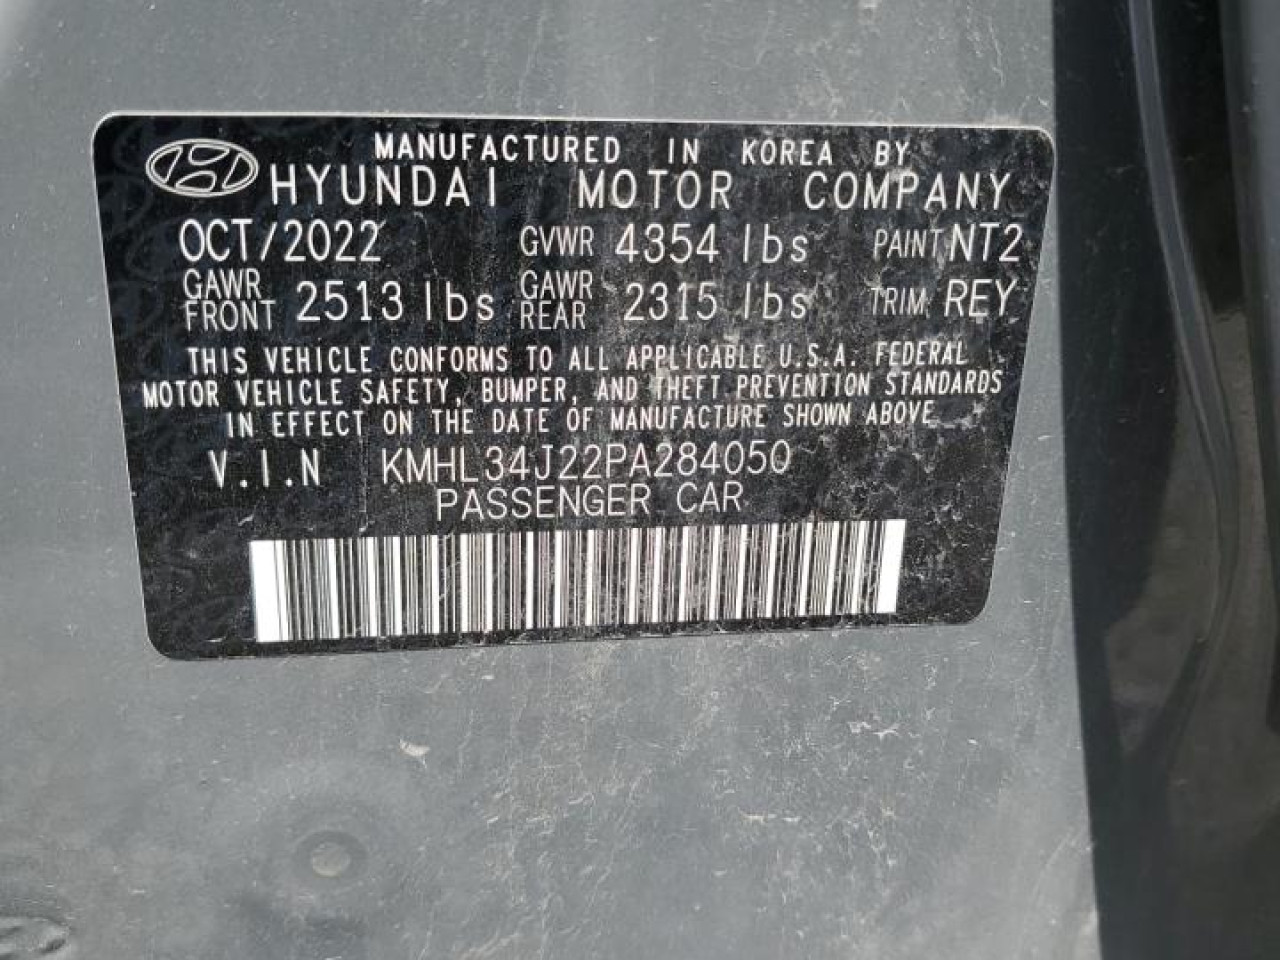 MANUFACTURED IN KOREA BY
HYUNDAI MOTOR COMPANY
OCT/2022 GVWR 4354 lbs PAINT NT2
GAWR FRONT 2513 lbs GAWR REAR 2315 lbs TRIM REY
THIS VEHICLE CONFORMS TO ALL APPLICABLE U.S.A. FEDERAL
MOTOR VEHICLE SAFETY, BUMPER, AND THEFT PREVENTION STANDARDS
IN EFFECT ON THE DATE OF MANUFACTURE SHOWN ABOVE
V.I.N KMHL34J22PA284050
PASSENGER CAR